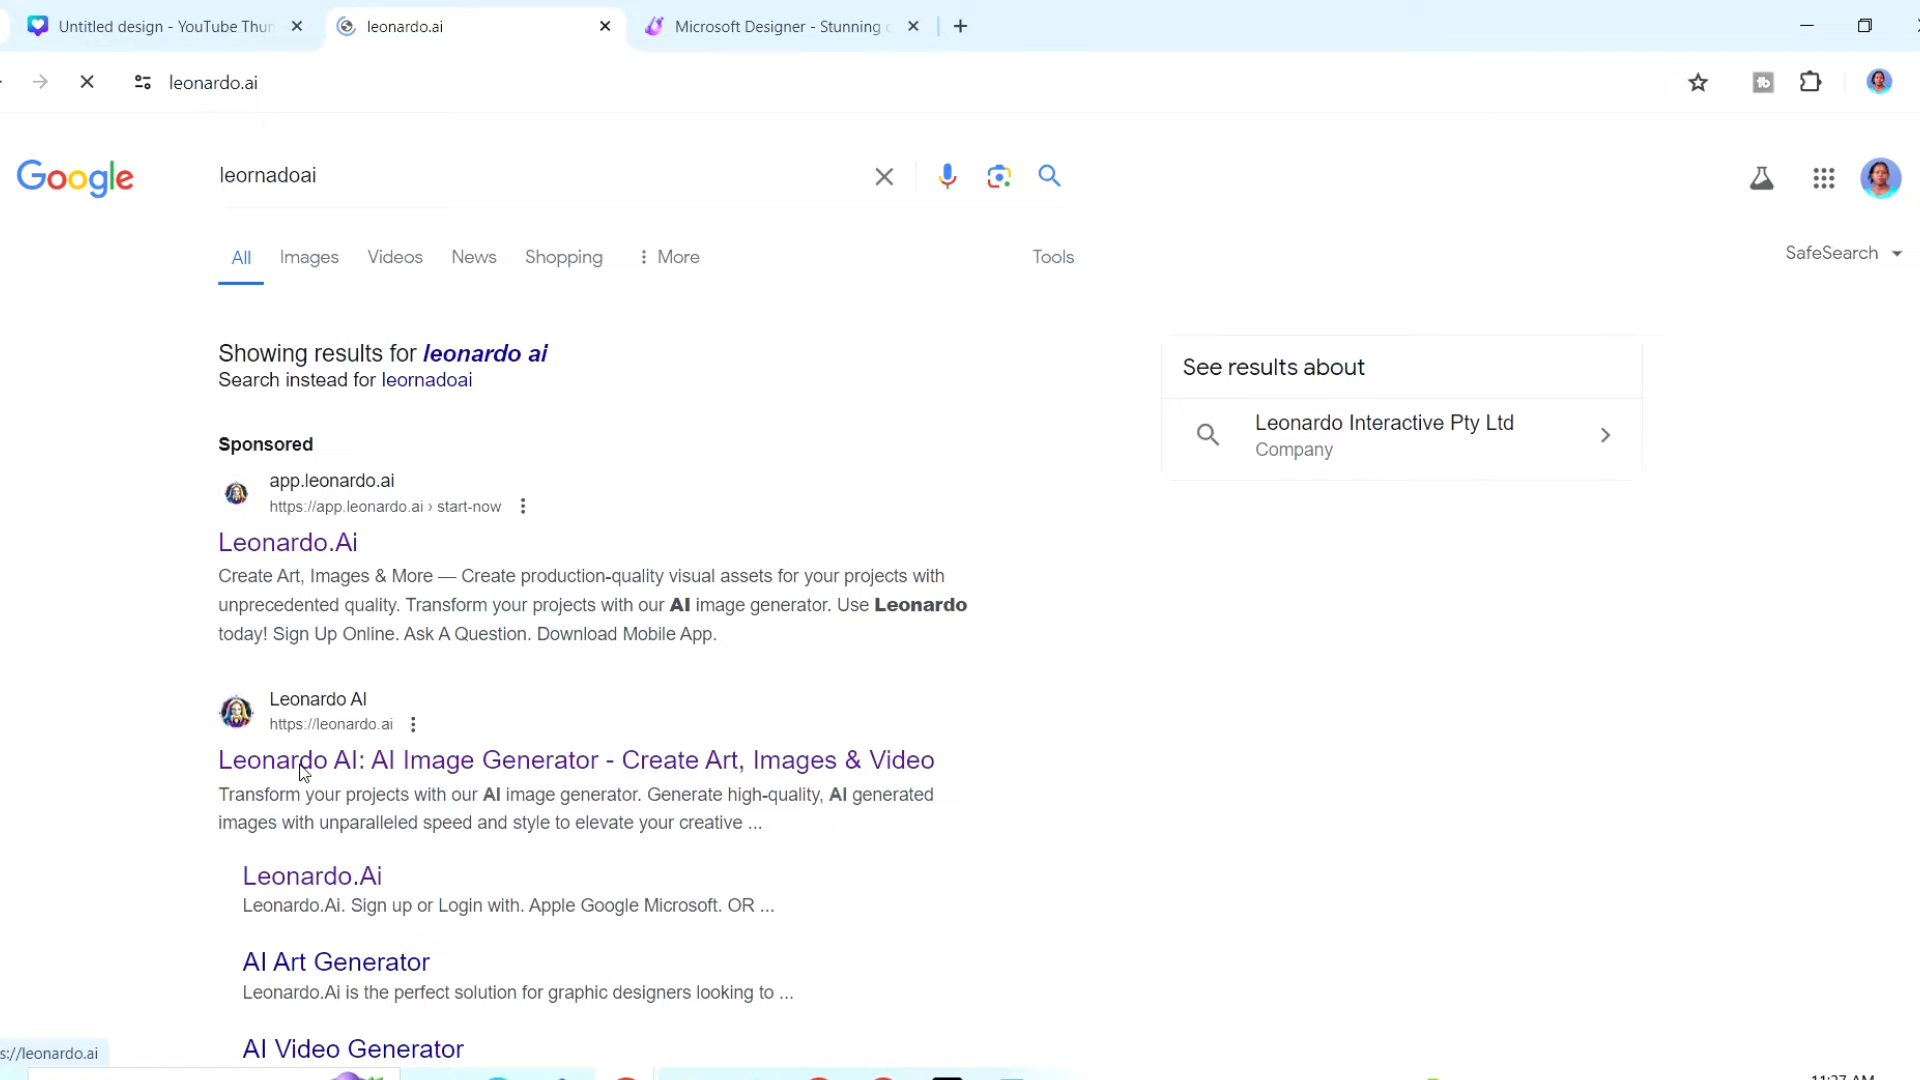 Untitled design - YouTube Thun
leonardo.ai
Microsoft Designer - Stunning
leonardo.ai
Google
leornadoai
All Images Videos News Shopping More Tools
SafeSearch
Showing results for leonardo ai
Search instead for leornadoai
See results about
Leonardo Interactive Pty Ltd
Company
Sponsored
app.leonardo.ai
https://app.leonardo.ai › start-now
Leonardo.Ai
Create Art, Images & More — Create production-quality visual assets for your projects with
unprecedented quality. Transform your projects with our AI image generator. Use Leonardo
today! Sign Up Online. Ask A Question. Download Mobile App.
Leonardo AI
https://leonardo.ai
Leonardo AI: AI Image Generator - Create Art, Images & Video
Transform your projects with our AI image generator. Generate high-quality, AI generated
images with unparalleled speed and style to elevate your creative ...
Leonardo.Ai
Leonardo.Ai. Sign up or Login with. Apple Google Microsoft. OR ...
AI Art Generator
Leonardo.Ai is the perfect solution for graphic designers looking to ...
AI Video Generator
s://leonardo.ai
11:27 AM